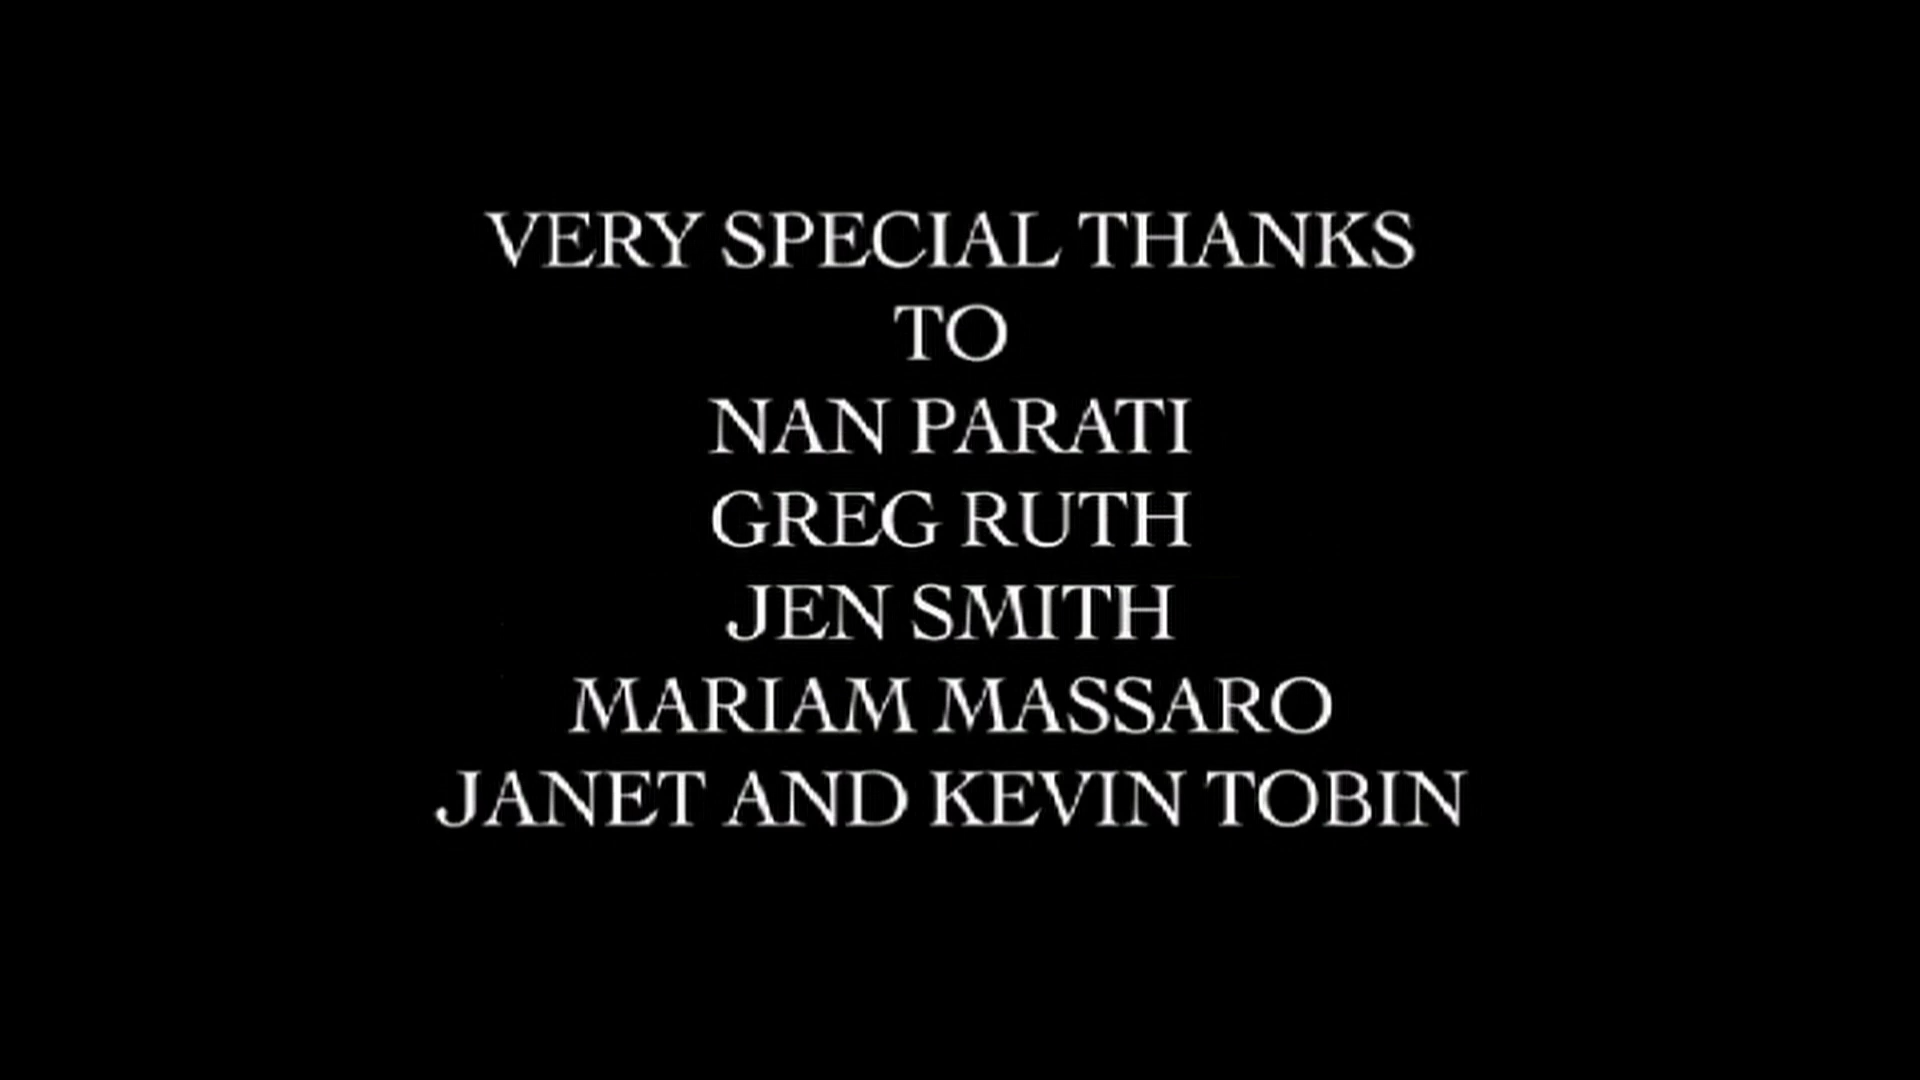 VERY SPECIAL THANKS
TO
NAN PARATI
GREG RUTH
JEN SMITH
MARIAM MASSARO
JANET AND KEVIN TOBIN